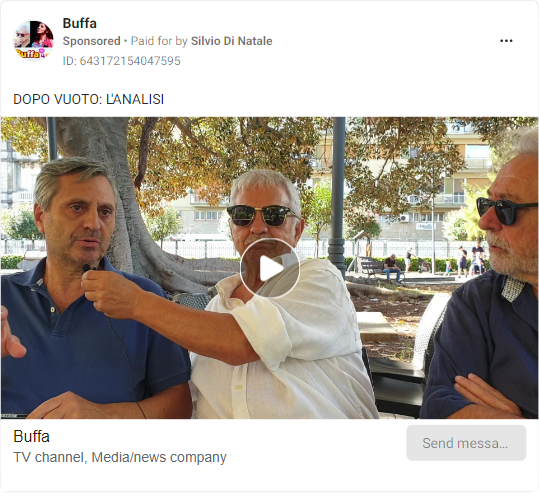 Buffa
Sponsored • Paid for by Silvio Di Natale
ID: 643172154047595
DOPO VUOTO: L'ANALISI
Buffa
Buffa
TV channel, Media/news company
Send messa...